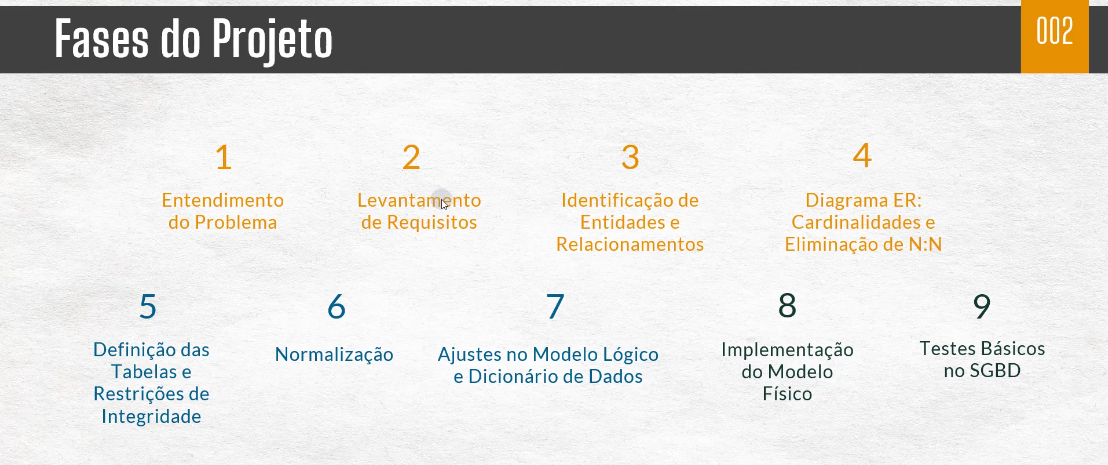 Fases do Projeto
002
1
Entendimento
do Problema
2
Levantamento
de Requisitos
3
Identificação de
Entidades e
Relacionamentos
4
Diagrama ER:
Cardinalidades e
Eliminação de N:N
5
Definição das
Tabelas e
Restrições de
Integridade
6
Normalização
7
Ajustes no Modelo Lógico
e Dicionário de Dados
8
Implementação
do Modelo
Físico
9
Testes Básicos
no SGBD